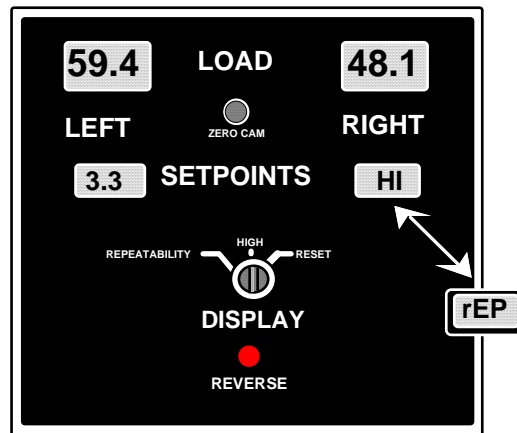 59.4 LOAD 48.1
LEFT ZERO CAM RIGHT
3.3 SETPOINTS HI
HIGH
REPEATABILITY RESET
rEP
DISPLAY
REVERSE